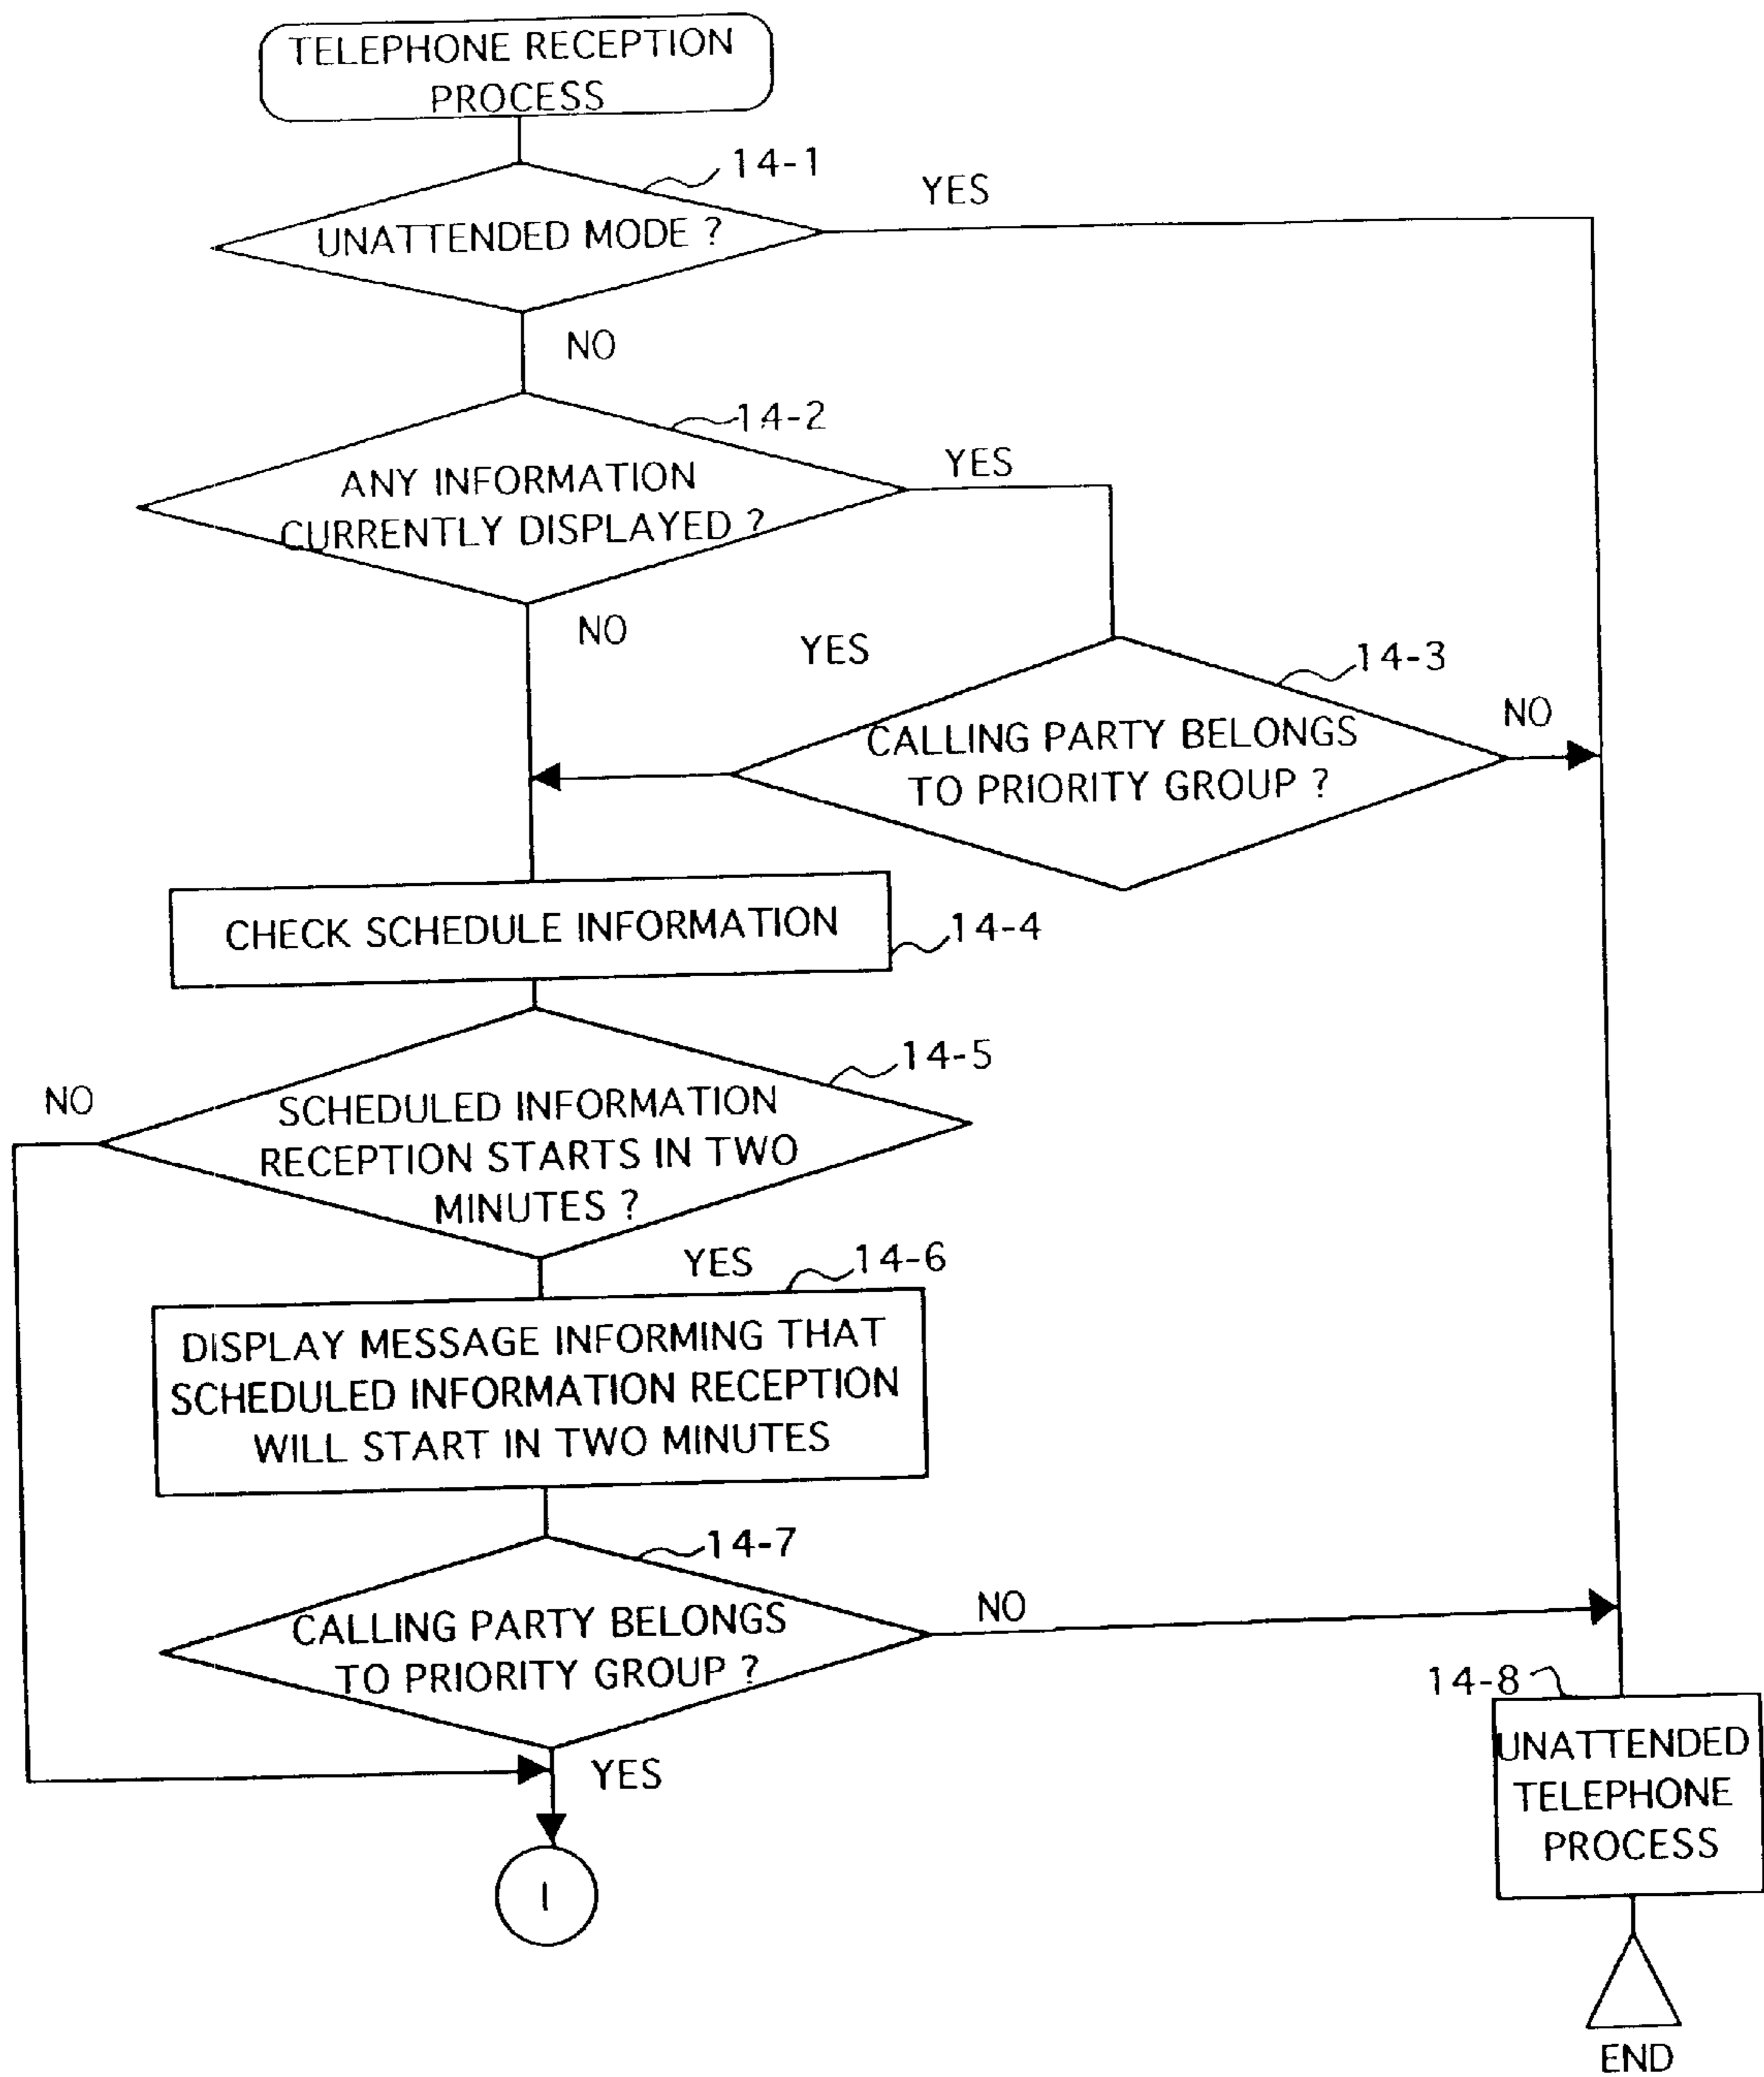 TELEPHONE RECEPTION
PROCESS
14-1
YES
UNATTENDED MODE ?
NO
14-2
YES
ANY INFORMATION
CURRENTLY DISPLAYED ?
NO
YES
14-3
NO
CALLING PARTY BELONGS
TO PRIORITY GROUP ?
CHECK SCHEDULE INFORMATION
14-4
14-5
NO
SCHEDULED INFORMATION
RECEPTION STARTS IN TWO
MINUTES ?
YES
14-6
DISPLAY MESSAGE INFORMING THAT
SCHEDULED INFORMATION RECEPTION
WILL START IN TWO MINUTES
14-7
NO
CALLING PARTY BELONGS
TO PRIORITY GROUP ?
14-8
YES
UNATTENDED
TELEPHONE
PROCESS
I
END